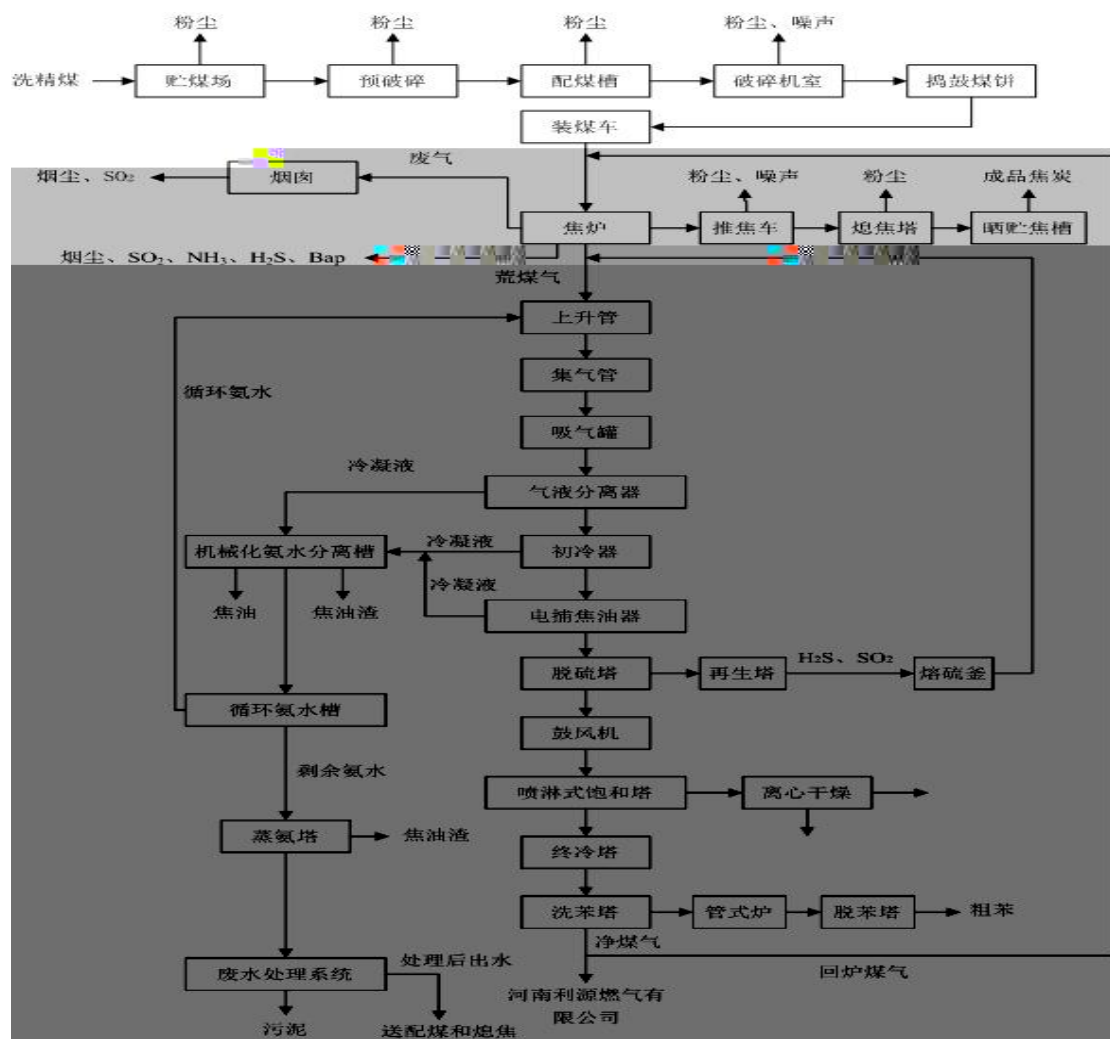 粉尘
粉尘
粉尘
粉尘、噪声
洗精煤
贮煤场
预破碎
配煤槽
破碎机室
捣鼓煤饼
装煤车
废气
烟尘、SO₂
烟囱
粉尘、噪声
粉尘
成品焦炭
焦炉
推焦车
熄焦塔
晒贮焦槽
烟尘、SO₂、NH₃、H₂S、Bap
荒煤气
上升管
集气管
循环氨水
吸气罐
冷凝液
气液分离器
机械化氨水分离槽
冷凝液
初冷器
冷凝液
焦油
焦油渣
电捕焦油器
H₂S、SO₂
脱硫塔
再生塔
熔硫釜
循环氨水槽
鼓风机
剩余氨水
喷淋式饱和塔
离心干燥
蒸氨塔
焦油渣
终冷塔
洗苯塔
管式炉
脱苯塔
粗苯
净煤气
处理后出水
回炉煤气
废水处理系统
河南利源燃气有
限公司
污泥
送配煤和熄焦